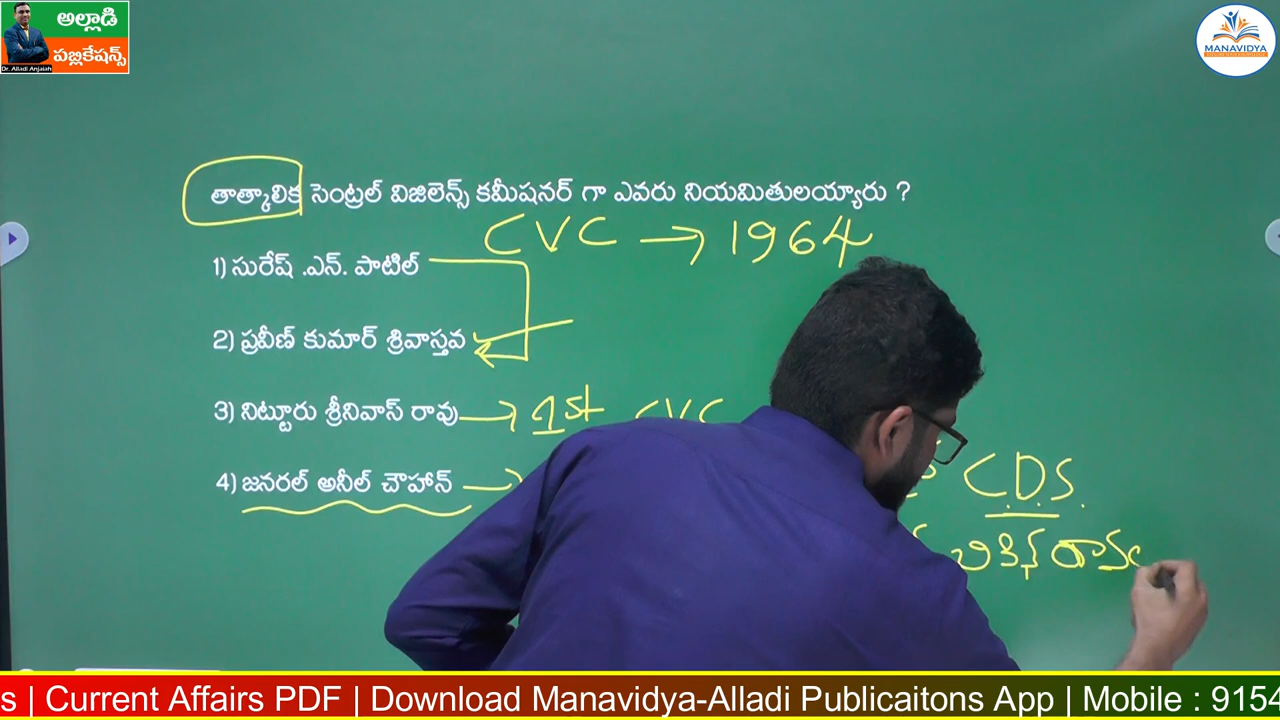 అల్లాడి
పబ్లికేషన్స్
Dr. Alladi Anjaiah
MANAVIDYA
తాత్కాలిక సెంట్రల్ విజిలెన్స్ కమీషనర్ గా ఎవరు నియమితులయ్యారు ?
CVC → 1964
1) సురేష్ .ఎన్. పాటిల్
2) ప్రవీణ్ కుమార్ శ్రీవాస్తవ
3) నిట్టూరు శ్రీనివాస్ రావు → 1st CVC
4) జనరల్ అనీల్ చౌహాన్ →
C.D.S.
s | Current Affairs PDF | Download Manavidya-Alladi Publicaitons App | Mobile : 9154